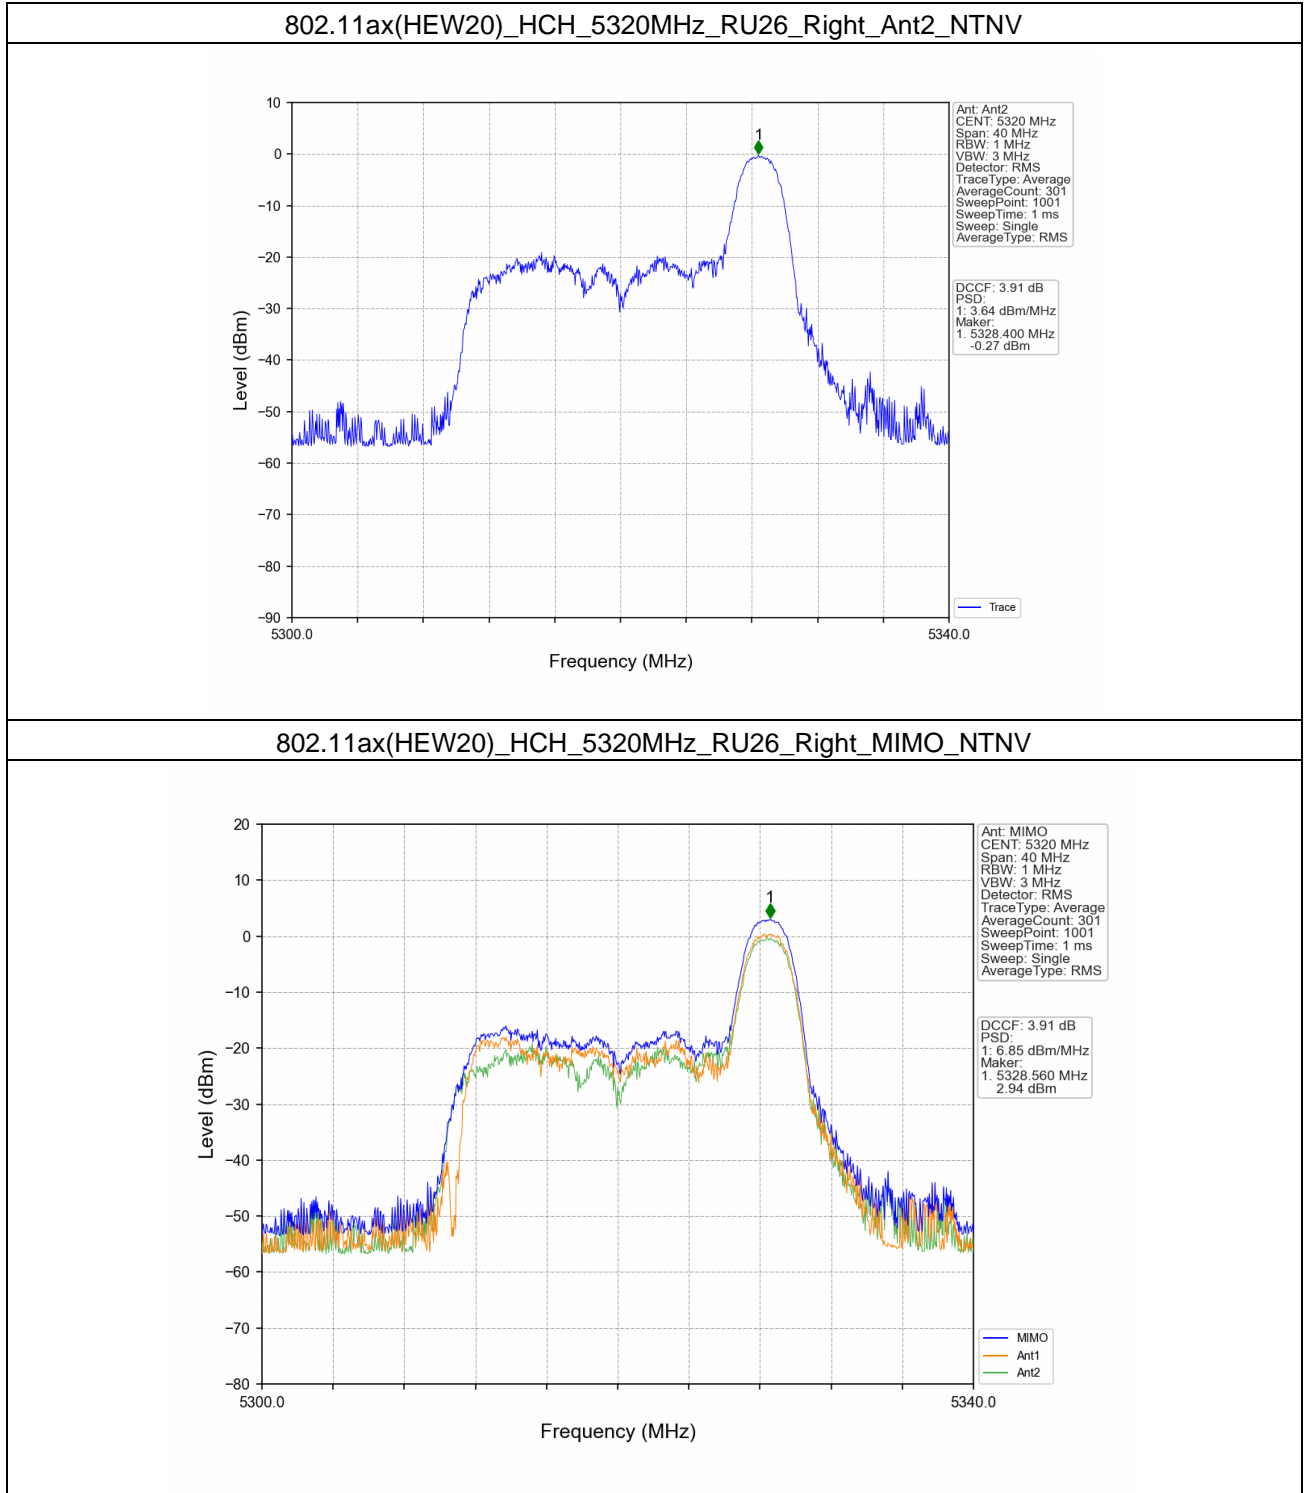 802.11ax(HEW20)_HCH_5320MHz_RU26_Right_Ant2_NTNV
10
0
−10
−20
−30
−40
−50
−60
−70
−80
−90
Level (dBm)
5300.0
5340.0
Frequency (MHz)
1
Ant: Ant2
CENT: 5320 MHz
Span: 40 MHz
RBW: 1 MHz
VBW: 3 MHz
Detector: RMS
TraceType: Average
AverageCount: 301
SweepPoint: 1001
SweepTime: 1 ms
Sweep: Single
AverageType: RMS
DCCF: 3.91 dB
PSD:
1: 3.64 dBm/MHz
Maker:
1. 5328.400 MHz
-0.27 dBm
Trace
802.11ax(HEW20)_HCH_5320MHz_RU26_Right_MIMO_NTNV
20
10
0
−10
−20
−30
−40
−50
−60
−70
−80
Level (dBm)
5300.0
5340.0
Frequency (MHz)
1
Ant: MIMO
CENT: 5320 MHz
Span: 40 MHz
RBW: 1 MHz
VBW: 3 MHz
Detector: RMS
TraceType: Average
AverageCount: 301
SweepPoint: 1001
SweepTime: 1 ms
Sweep: Single
AverageType: RMS
DCCF: 3.91 dB
PSD:
1: 6.85 dBm/MHz
Maker:
1. 5328.560 MHz
2.94 dBm
MIMO
Ant1
Ant2